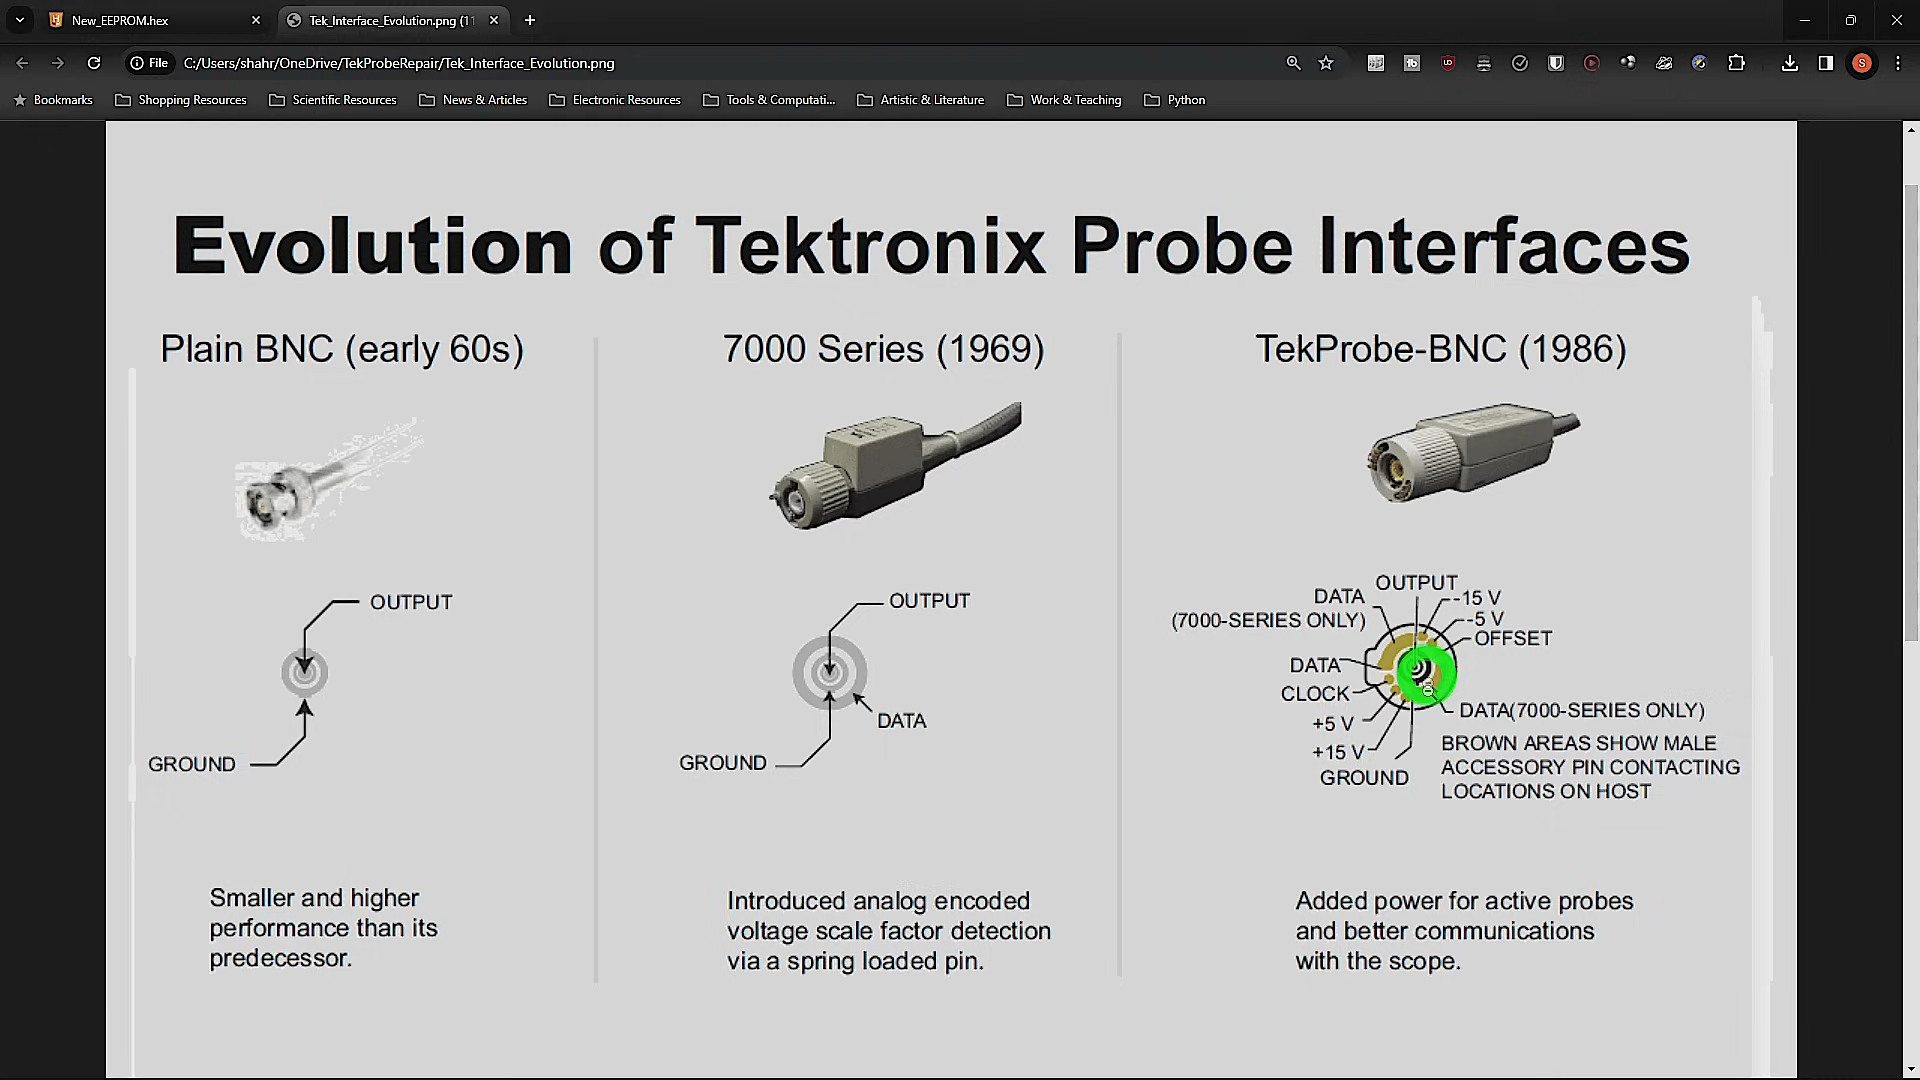 New_EEPROM.hex
Tek_Interface_Evolution.png (11
File
C:/Users/shahr/OneDrive/TekProbeRepair/Tek_Interface_Evolution.png
S
Bookmarks
Shopping Resources
Scientific Resources
News & Articles
Electronic Resources
Tools & Computati...
Artistic & Literature
Work & Teaching
Python
Evolution of Tektronix Probe Interfaces
Plain BNC (early 60s)
OUTPUT
GROUND
Smaller and higher
performance than its
predecessor.
7000 Series (1969)
OUTPUT
DATA
GROUND
Introduced analog encoded
voltage scale factor detection
via a spring loaded pin.
TekProbe-BNC (1986)
OUTPUT
DATA
(7000-SERIES ONLY)
-15 V
-5 V
OFFSET
DATA
CLOCK
+5 V
+15 V
GROUND
DATA(7000-SERIES ONLY)
BROWN AREAS SHOW MALE
ACCESSORY PIN CONTACTING
LOCATIONS ON HOST
Added power for active probes
and better communications
with the scope.